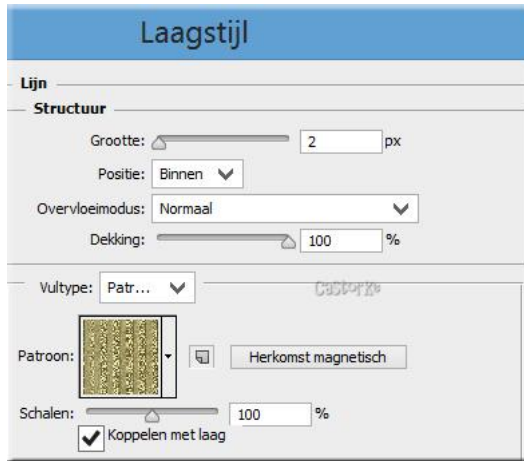 Laagstijl
Lijn
Structuur
Grootte: 2 px
Positie: Binnen
Overvloeimodus: Normaal
Dekking: 100 %
Vultype: Patr...
CaStorke
Patroon: Herkomst magnetisch
Schalen: 100 %
Koppelen met laag